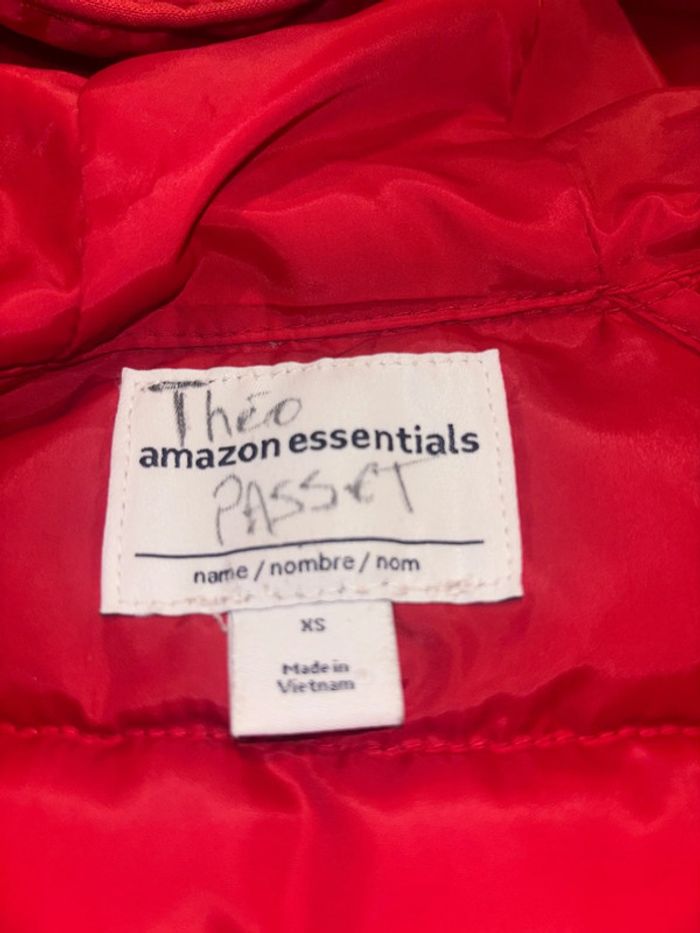 Théo
amazon essentials
PASSET
name / nombre / nom
XS
Made in
Vietnam